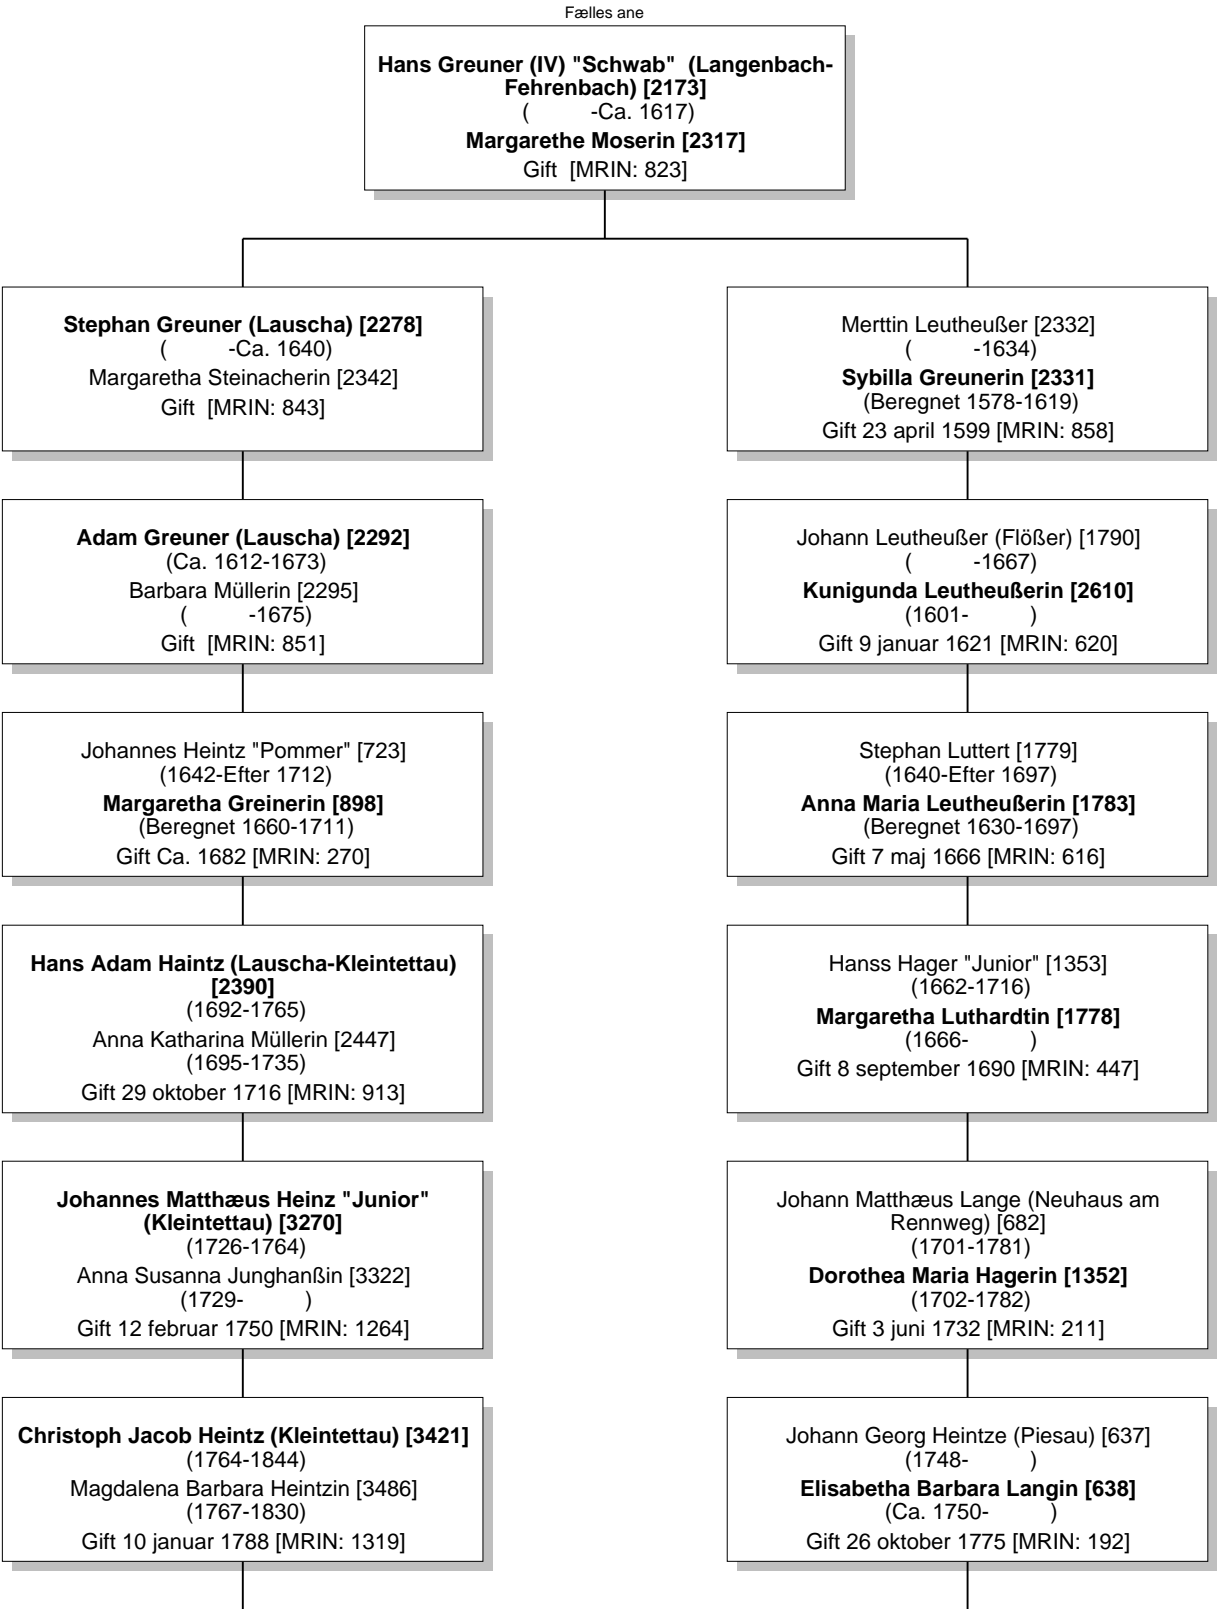 Fælles ane
Hans Greuner (IV) "Schwab" (Langenbach-
Fehrenbach) [2173]
( -Ca. 1617)
Margarethe Moserin [2317]
Gift [MRIN: 823]
Stephan Greuner (Lauscha) [2278]
( -Ca. 1640)
Margaretha Steinacherin [2342]
Gift [MRIN: 843]
Merttin Leutheußer [2332]
( -1634)
Sybilla Greunerin [2331]
(Beregnet 1578-1619)
Gift 23 april 1599 [MRIN: 858]
Adam Greuner (Lauscha) [2292]
(Ca. 1612-1673)
Barbara Müllerin [2295]
( -1675)
Gift [MRIN: 851]
Johann Leutheußer (Flößer) [1790]
( -1667)
Kunigunda Leutheußerin [2610]
(1601- )
Gift 9 januar 1621 [MRIN: 620]
Johannes Heintz "Pommer" [723]
(1642-Efter 1712)
Margaretha Greinerin [898]
(Beregnet 1660-1711)
Gift Ca. 1682 [MRIN: 270]
Stephan Luttert [1779]
(1640-Efter 1697)
Anna Maria Leutheußerin [1783]
(Beregnet 1630-1697)
Gift 7 maj 1666 [MRIN: 616]
Hans Adam Haintz (Lauscha-Kleintettau)
[2390]
(1692-1765)
Anna Katharina Müllerin [2447]
(1695-1735)
Gift 29 oktober 1716 [MRIN: 913]
Hanss Hager "Junior" [1353]
(1662-1716)
Margaretha Luthardtin [1778]
(1666- )
Gift 8 september 1690 [MRIN: 447]
Johannes Matthæus Heinz "Junior"
(Kleintettau) [3270]
(1726-1764)
Anna Susanna Junghanßin [3322]
(1729- )
Gift 12 februar 1750 [MRIN: 1264]
Johann Matthæus Lange (Neuhaus am
Rennweg) [682]
(1701-1781)
Dorothea Maria Hagerin [1352]
(1702-1782)
Gift 3 juni 1732 [MRIN: 211]
Christoph Jacob Heintz (Kleintettau) [3421]
(1764-1844)
Magdalena Barbara Heintzin [3486]
(1767-1830)
Gift 10 januar 1788 [MRIN: 1319]
Johann Georg Heintze (Piesau) [637]
(1748- )
Elisabetha Barbara Langin [638]
(Ca. 1750- )
Gift 26 oktober 1775 [MRIN: 192]